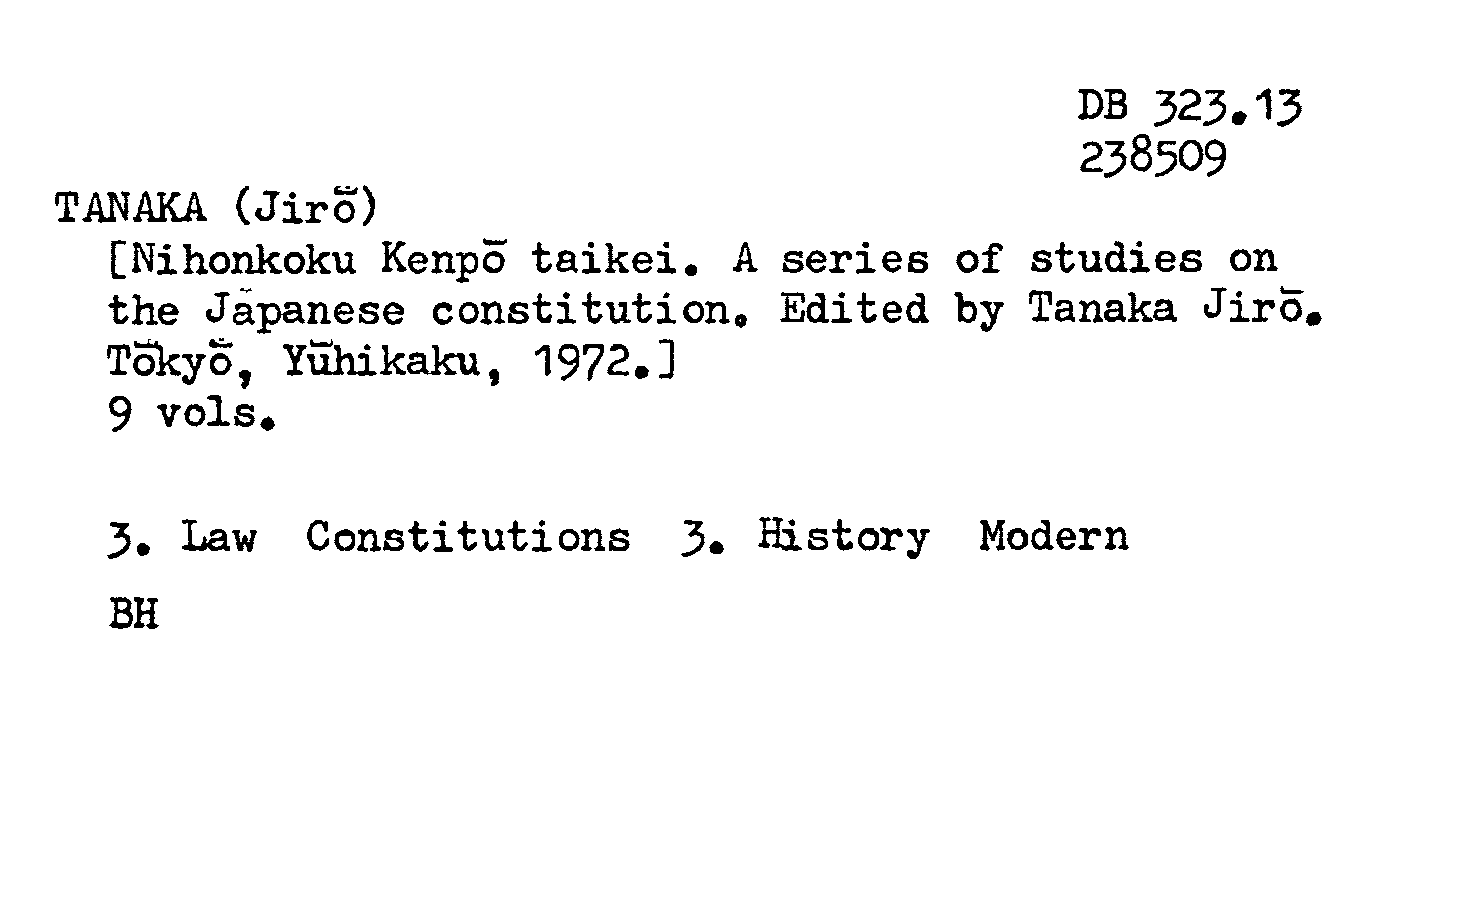 DB 323.13
238509
TANAKA (Jirō)
[Nihonkoku Kenpō taikei. A series of studies on
the Japanese constitution. Edited by Tanaka Jirō.
Tōkyō, Yūhikaku, 1972.]
9 vols.
3. Law Constitutions 3. History Modern
BH